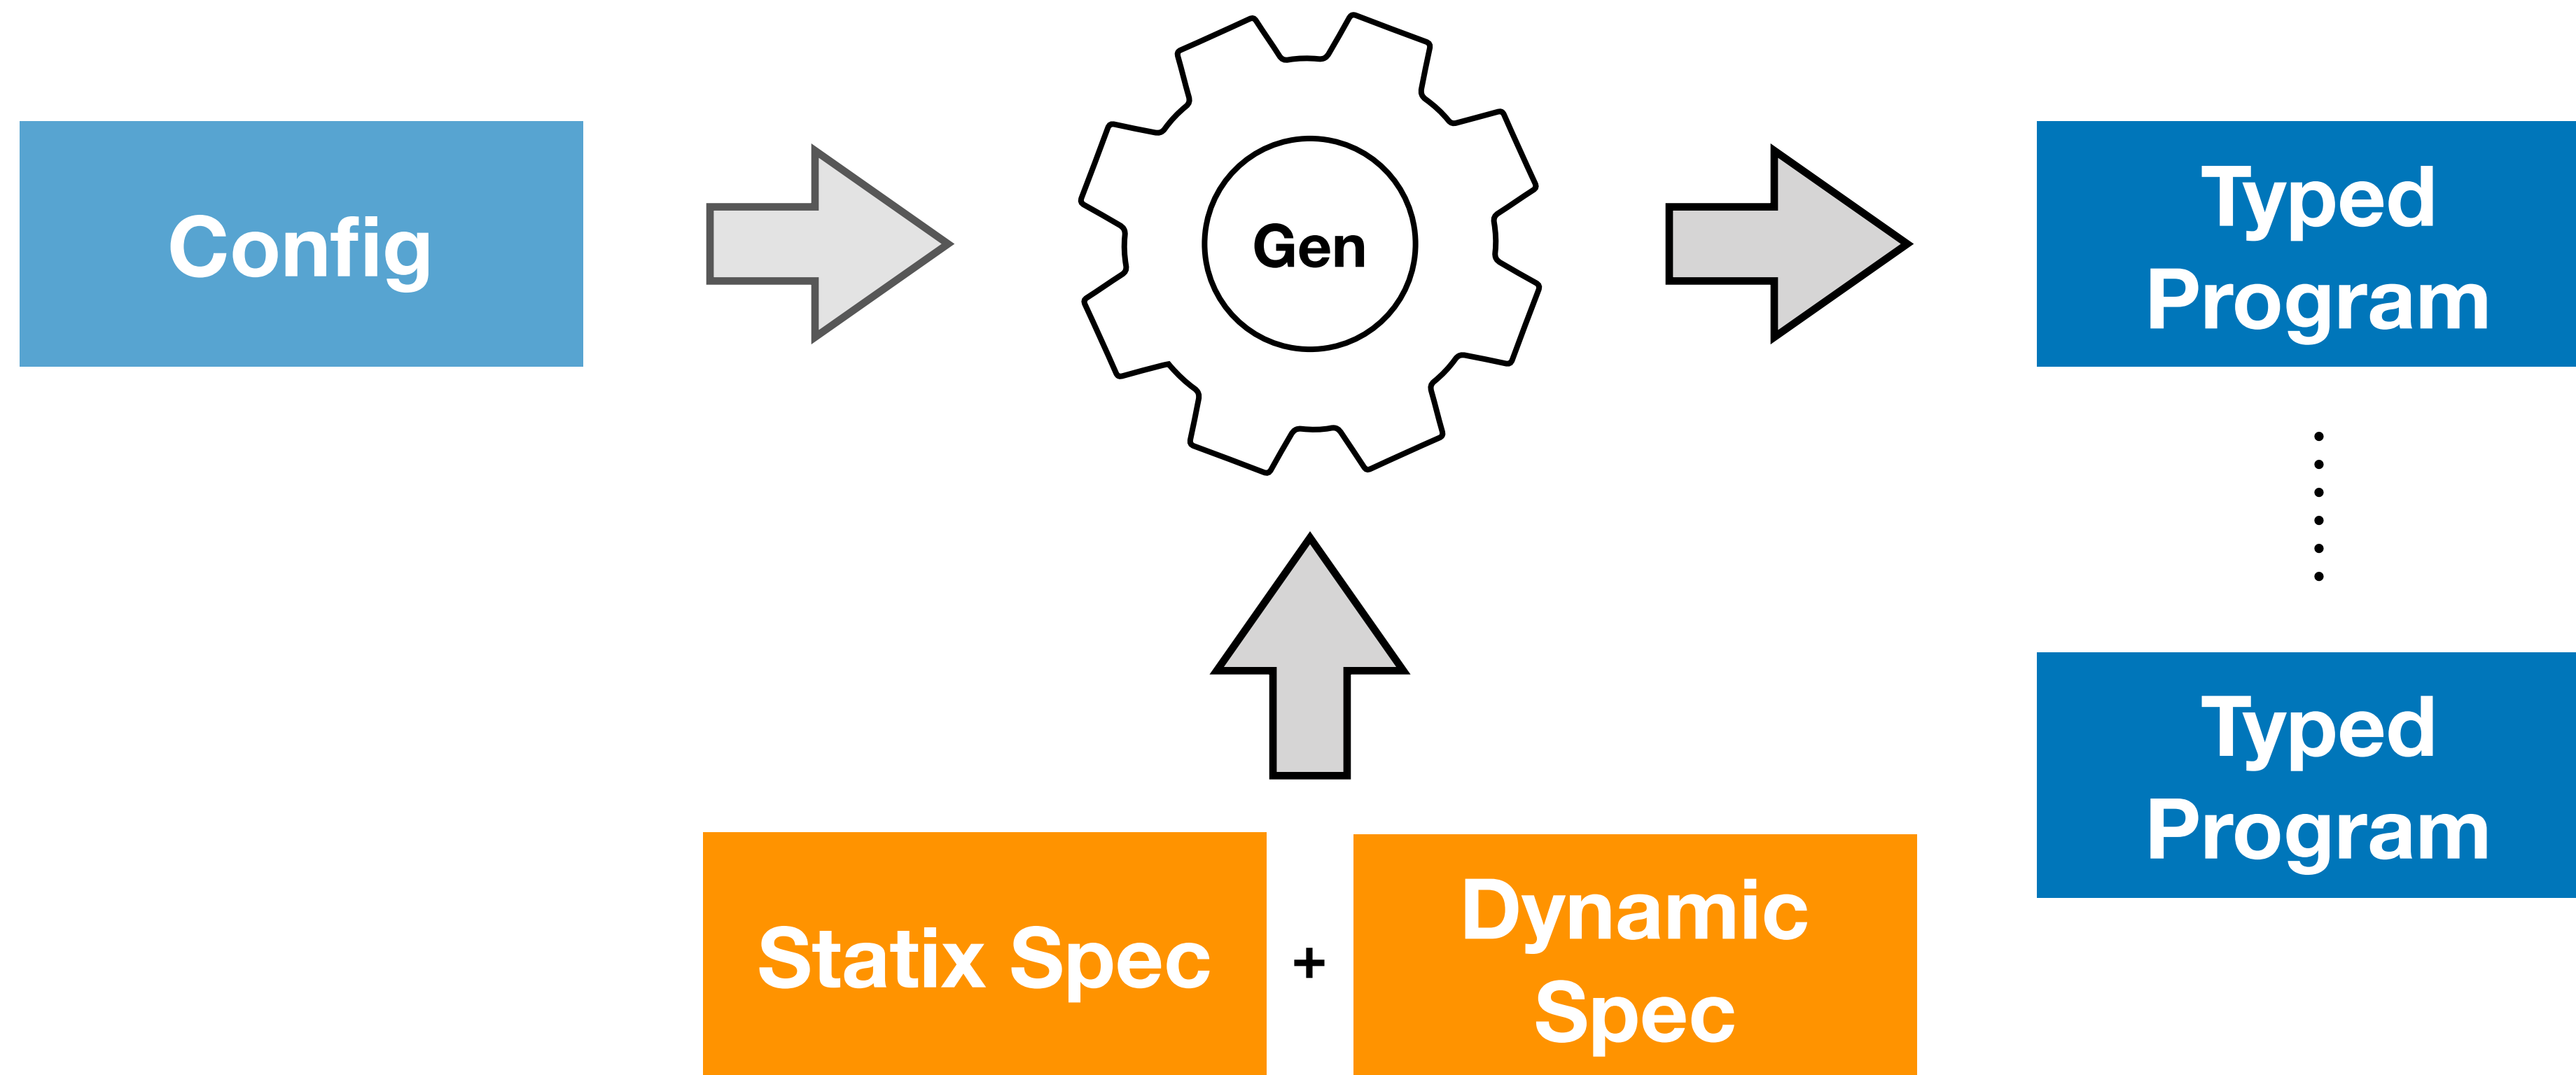 Config
Gen
Typed
Program
Typed
Program
Statix Spec
+
Dynamic
Spec